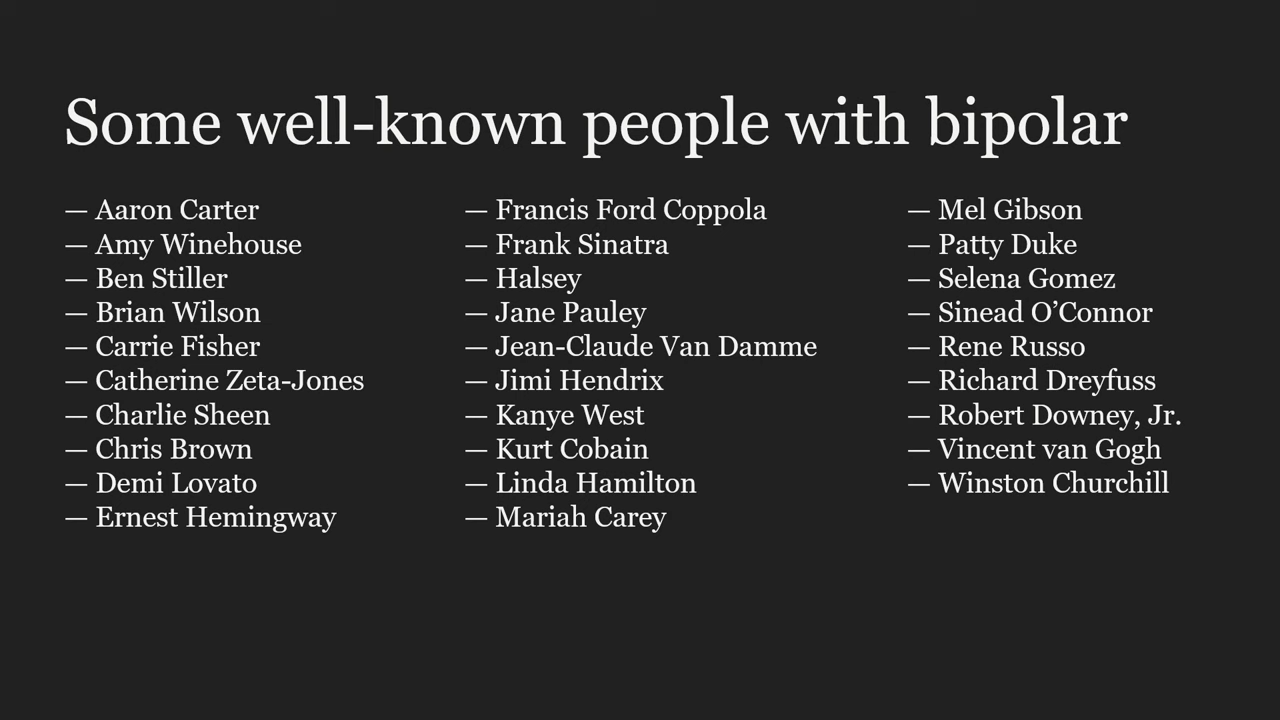 Some well-known people with bipolar
— Aaron Carter
— Amy Winehouse
— Ben Stiller
— Brian Wilson
— Carrie Fisher
— Catherine Zeta-Jones
— Charlie Sheen
— Chris Brown
— Demi Lovato
— Ernest Hemingway
— Francis Ford Coppola
— Frank Sinatra
— Halsey
— Jane Pauley
— Jean-Claude Van Damme
— Jimi Hendrix
— Kanye West
— Kurt Cobain
— Linda Hamilton
— Mariah Carey
— Mel Gibson
— Patty Duke
— Selena Gomez
— Sinead O’Connor
— Rene Russo
— Richard Dreyfuss
— Robert Downey, Jr.
— Vincent van Gogh
— Winston Churchill